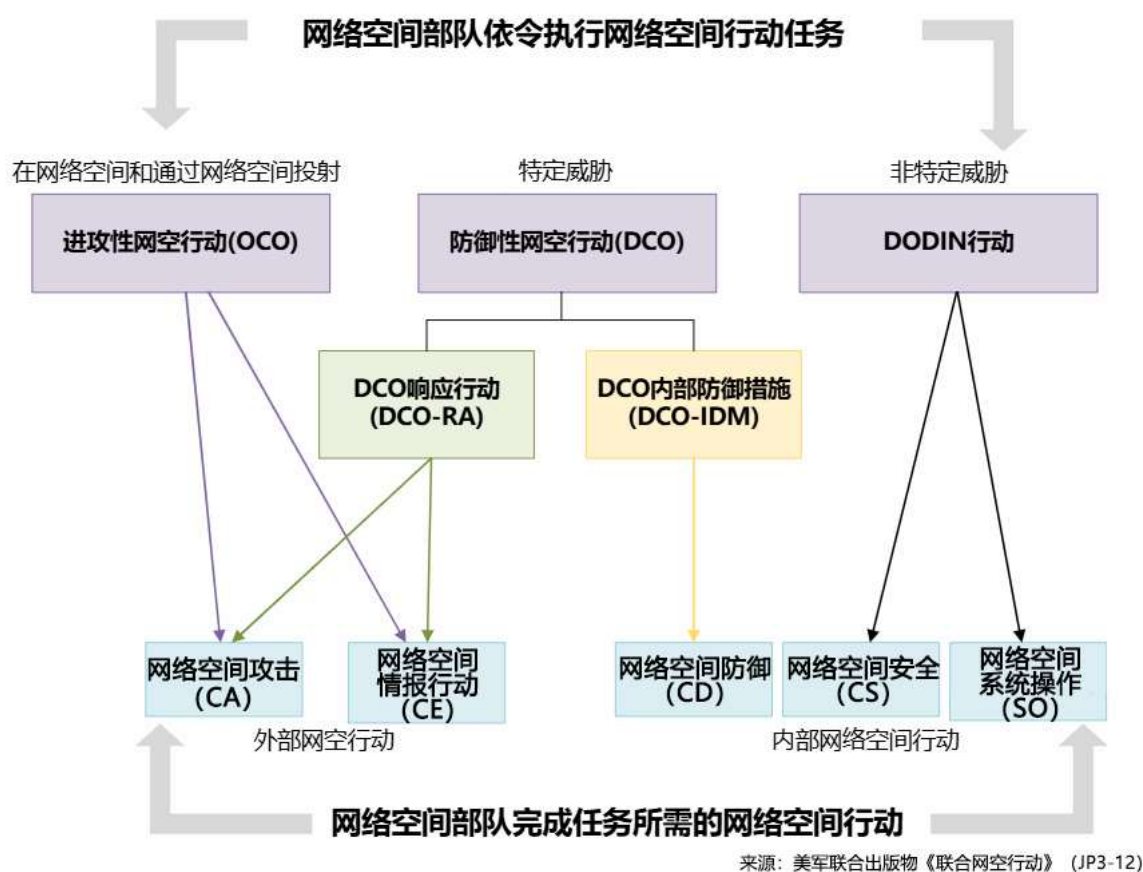 网络空间部队依令执行网络空间行动任务
在网络空间和通过网络空间投射
特定威胁
非特定威胁
进攻性网空行动(OCO)
防御性网空行动(DCO)
DODIN行动
DCO响应行动
(DCO-RA)
DCO内部防御措施
(DCO-IDM)
网络空间攻击
(CA)
网络空间
情报行动
(CE)
网络空间防御
(CD)
网络空间安全
(CS)
网络空间
系统操作
(SO)
外部网空行动
内部网络空间行动
网络空间部队完成任务所需的网络空间行动
来源：美军联合出版物《联合网空行动》（JP3-12）